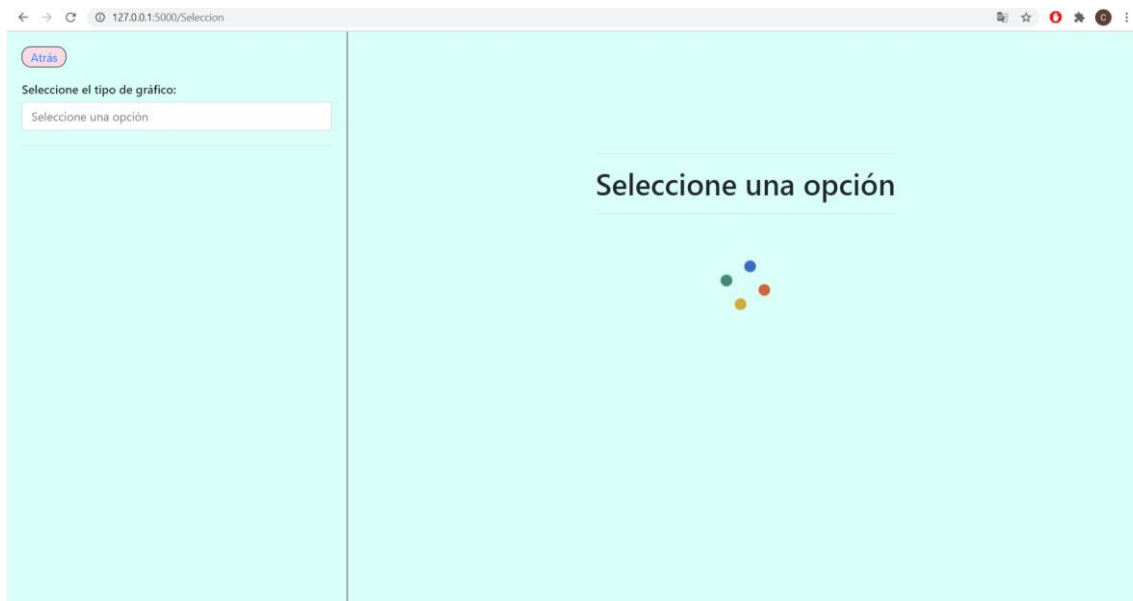 127.0.0.1:5000/Seleccion
C
Atrás
Seleccione el tipo de gráfico:
Seleccione una opción
Seleccione una opción